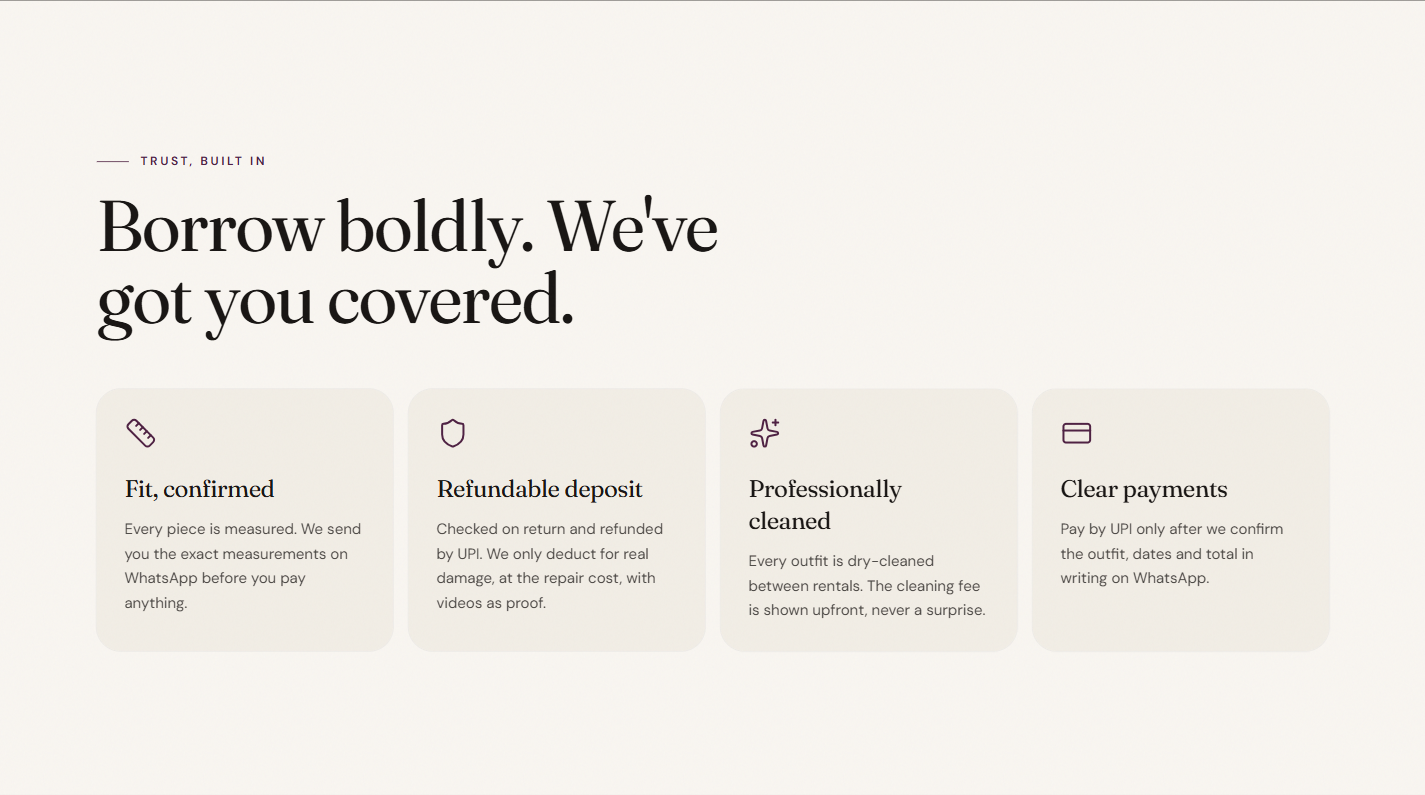 TRUST, BUILT IN
Borrow boldly. We've
got you covered.
Fit, confirmed
Every piece is measured. We send
you the exact measurements on
WhatsApp before you pay
anything.
Refundable deposit
Checked on return and refunded
by UPI. We only deduct for real
damage, at the repair cost, with
videos as proof.
Professionally
cleaned
Every outfit is dry-cleaned
between rentals. The cleaning fee
is shown upfront, never a surprise.
Clear payments
Pay by UPI only after we confirm
the outfit, dates and total in
writing on WhatsApp.